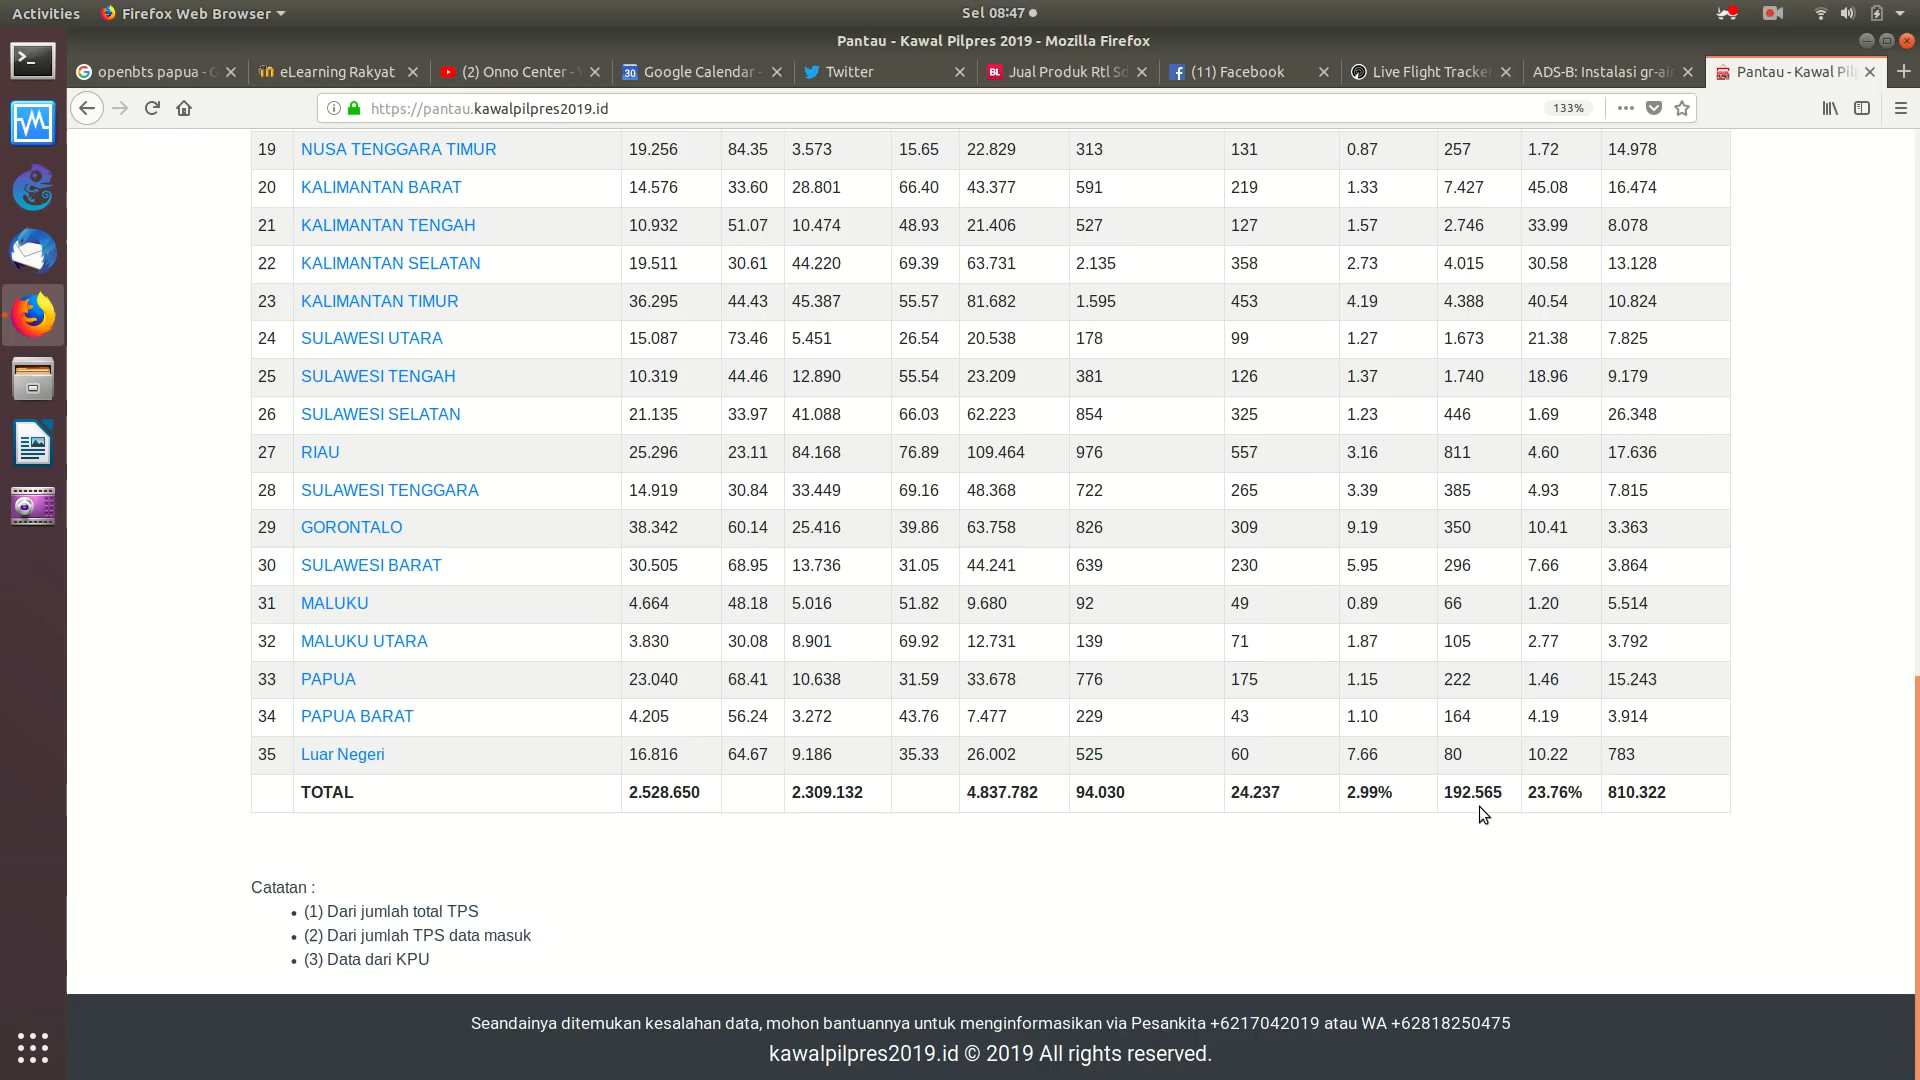 Activities Firefox Web Browser Sel 08:47
Pantau - Kawal Pilpres 2019 - Mozilla Firefox
openbts papua - G eLearning Rakyat (2) Onno Center - Y Google Calendar - Twitter Jual Produk Rtl Sd (11) Facebook Live Flight Tracker ADS-B: Instalasi gr-air Pantau - Kawal Pilp
https://pantau.kawalpilpres2019.id 133%
19 NUSA TENGGARA TIMUR 19.256 84.35 3.573 15.65 22.829 313 131 0.87 257 1.72 14.978
20 KALIMANTAN BARAT 14.576 33.60 28.801 66.40 43.377 591 219 1.33 7.427 45.08 16.474
21 KALIMANTAN TENGAH 10.932 51.07 10.474 48.93 21.406 527 127 1.57 2.746 33.99 8.078
22 KALIMANTAN SELATAN 19.511 30.61 44.220 69.39 63.731 2.135 358 2.73 4.015 30.58 13.128
23 KALIMANTAN TIMUR 36.295 44.43 45.387 55.57 81.682 1.595 453 4.19 4.388 40.54 10.824
24 SULAWESI UTARA 15.087 73.46 5.451 26.54 20.538 178 99 1.27 1.673 21.38 7.825
25 SULAWESI TENGAH 10.319 44.46 12.890 55.54 23.209 381 126 1.37 1.740 18.96 9.179
26 SULAWESI SELATAN 21.135 33.97 41.088 66.03 62.223 854 325 1.23 446 1.69 26.348
27 RIAU 25.296 23.11 84.168 76.89 109.464 976 557 3.16 811 4.60 17.636
28 SULAWESI TENGGARA 14.919 30.84 33.449 69.16 48.368 722 265 3.39 385 4.93 7.815
29 GORONTALO 38.342 60.14 25.416 39.86 63.758 826 309 9.19 350 10.41 3.363
30 SULAWESI BARAT 30.505 68.95 13.736 31.05 44.241 639 230 5.95 296 7.66 3.864
31 MALUKU 4.664 48.18 5.016 51.82 9.680 92 49 0.89 66 1.20 5.514
32 MALUKU UTARA 3.830 30.08 8.901 69.92 12.731 139 71 1.87 105 2.77 3.792
33 PAPUA 23.040 68.41 10.638 31.59 33.678 776 175 1.15 222 1.46 15.243
34 PAPUA BARAT 4.205 56.24 3.272 43.76 7.477 229 43 1.10 164 4.19 3.914
35 Luar Negeri 16.816 64.67 9.186 35.33 26.002 525 60 7.66 80 10.22 783
TOTAL 2.528.650 2.309.132 4.837.782 94.030 24.237 2.99% 192.565 23.76% 810.322
Catatan :
• (1) Dari jumlah total TPS
• (2) Dari jumlah TPS data masuk
• (3) Data dari KPU
Seandainya ditemukan kesalahan data, mohon bantuannya untuk menginformasikan via Pesankita +6217042019 atau WA +62818250475
kawalpilpres2019.id © 2019 All rights reserved.